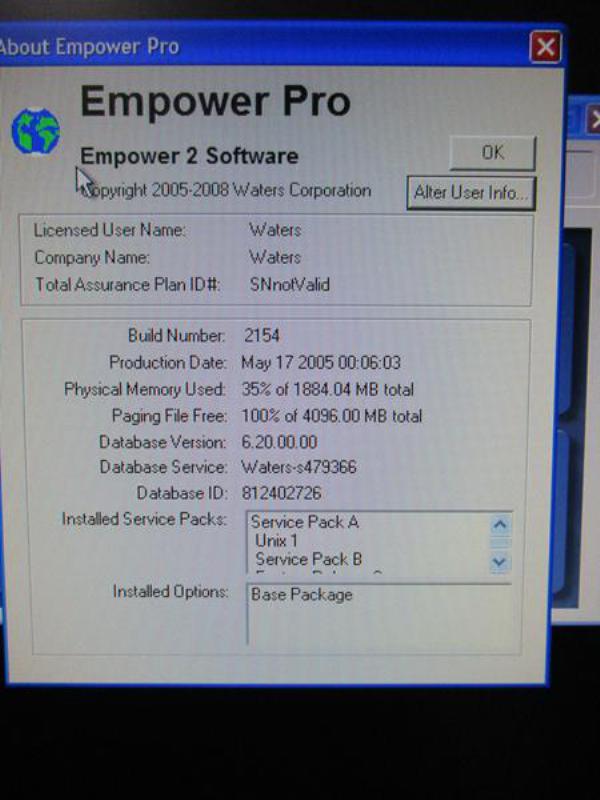 About Empower Pro
Empower Pro
Empower 2 Software
OK
Copyright 2005-2008 Waters Corporation
Alter User Info...
Licensed User Name: Waters
Company Name: Waters
Total Assurance Plan ID#: SNnotValid
Build Number: 2154
Production Date: May 17 2005 00:06:03
Physical Memory Used: 35% of 1884.04 MB total
Paging File Free: 100% of 4096.00 MB total
Database Version: 6.20.00.00
Database Service: Waters-s479366
Database ID: 812402726
Installed Service Packs: Service Pack A
Unix 1
Service Pack B
Installed Options: Base Package